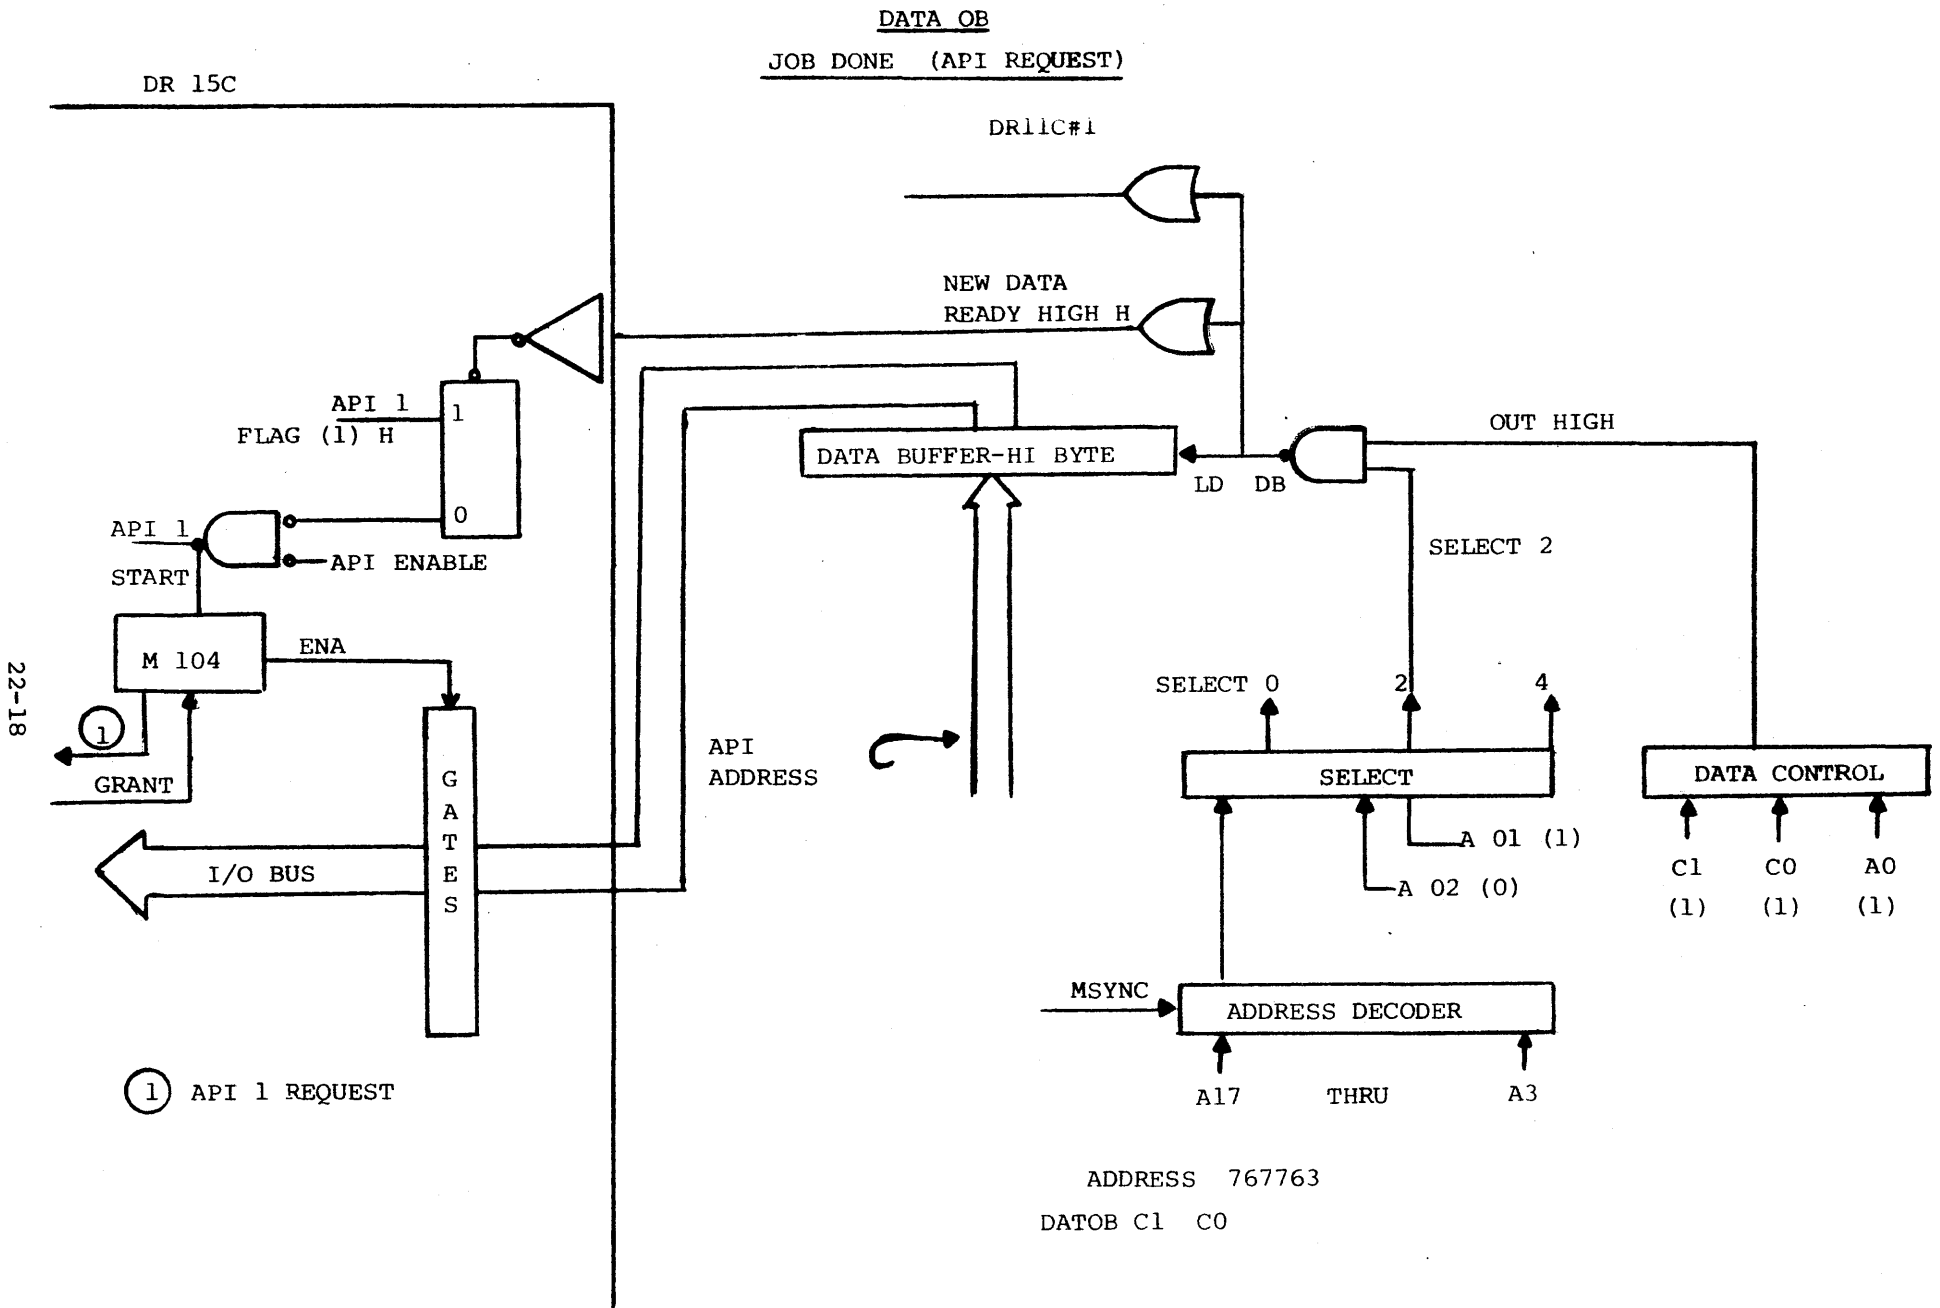 DATA OB
JOB DONE (API REQUEST)
DR 15C
DR11C#1
NEW DATA
READY HIGH H
API 1
FLAG (1) H
1
0
OUT HIGH
DATA BUFFER-HI BYTE
LD DB
API 1
START
API ENABLE
SELECT 2
M 104
ENA
SELECT 0
2
4
1
GRANT
GATES
API
ADDRESS
SELECT
DATA CONTROL
I/O BUS
A 01 (1)
A 02 (0)
C1 C0 A0
(1) (1) (1)
MSYNC
ADDRESS DECODER
A17 THRU A3
1 API 1 REQUEST
ADDRESS 767763
DATOB C1 C0
22-18